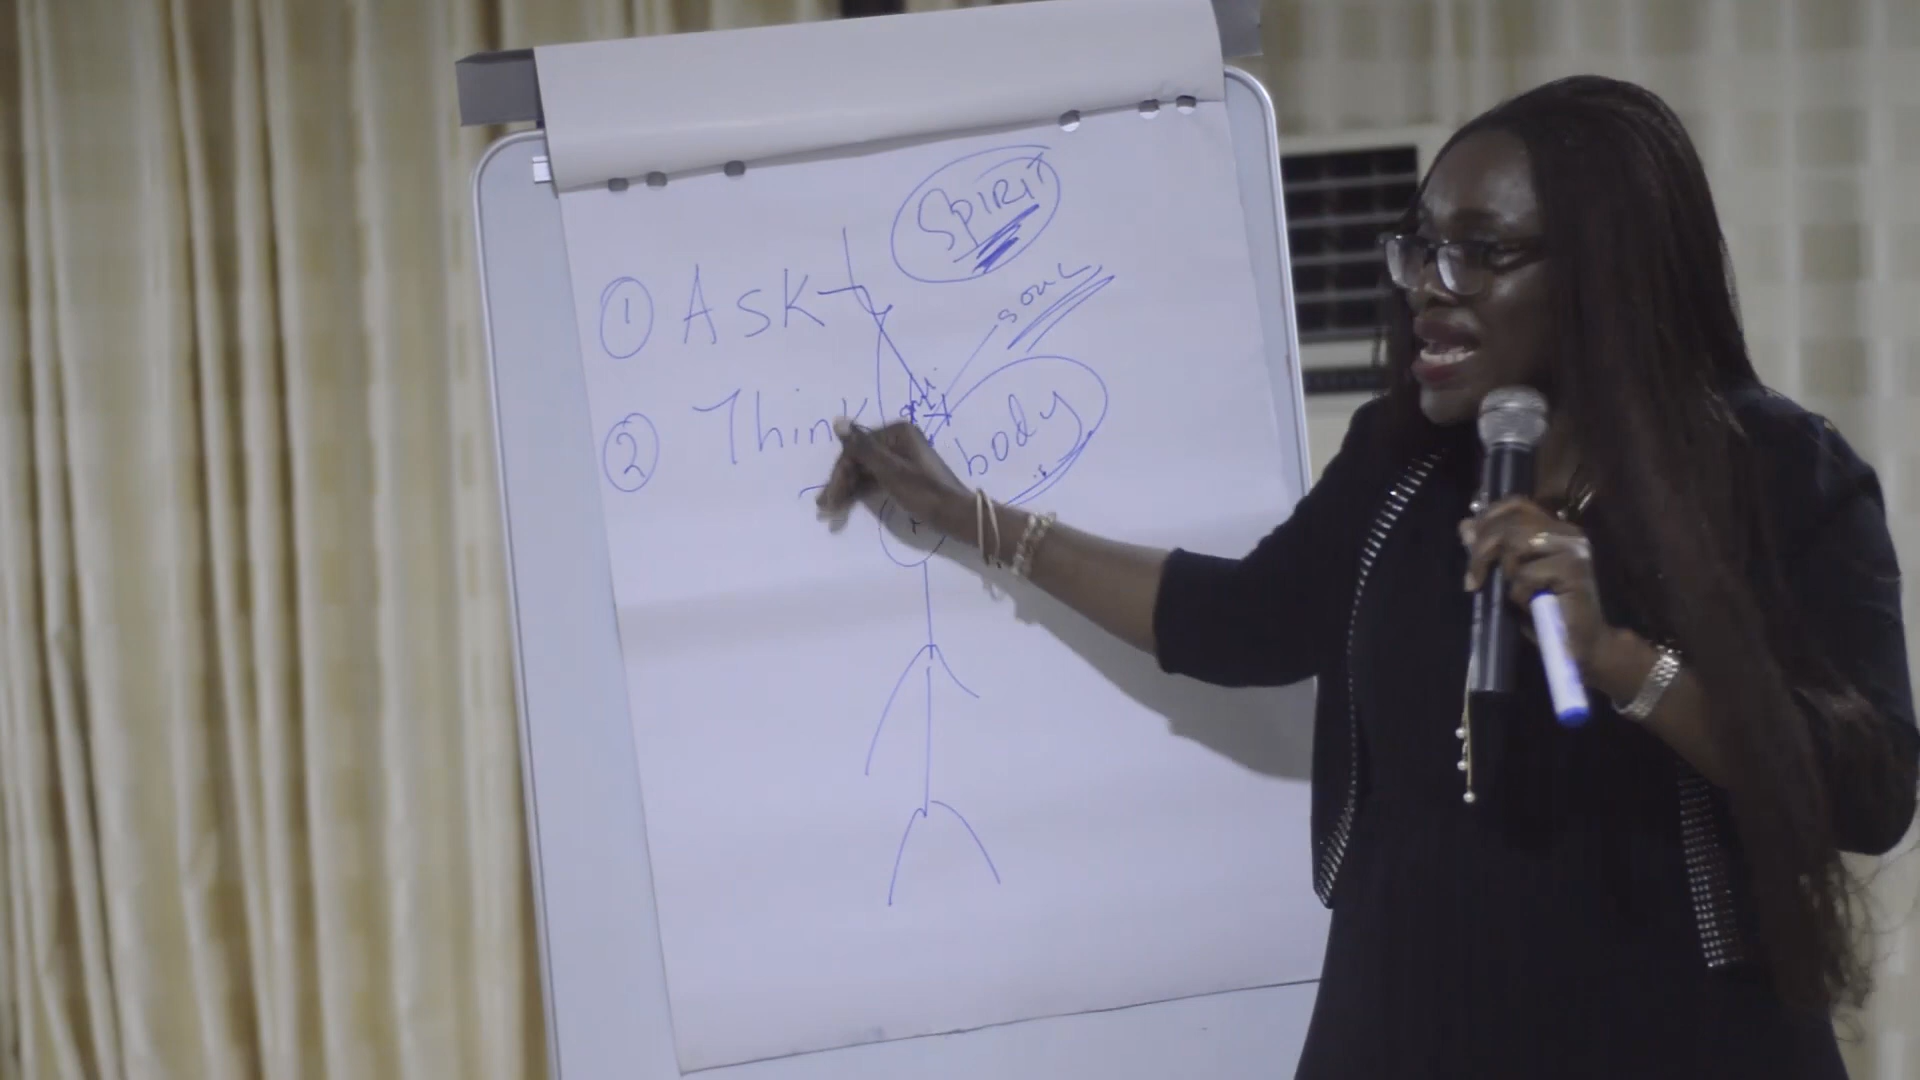 SPIRIT
① ASK
soul
② Think
body